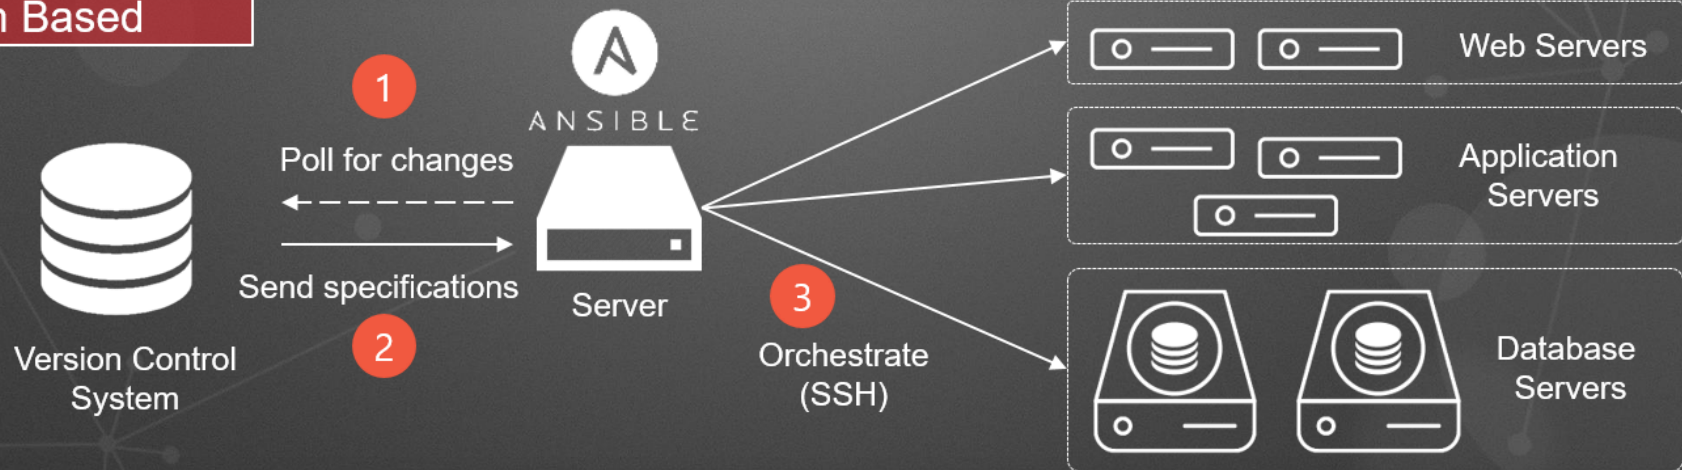 Based
1
ANSIBLE
Poll for changes
Send specifications
2
Version Control
System
Server
3
Orchestrate
(SSH)
Web Servers
Application
Servers
Database
Servers